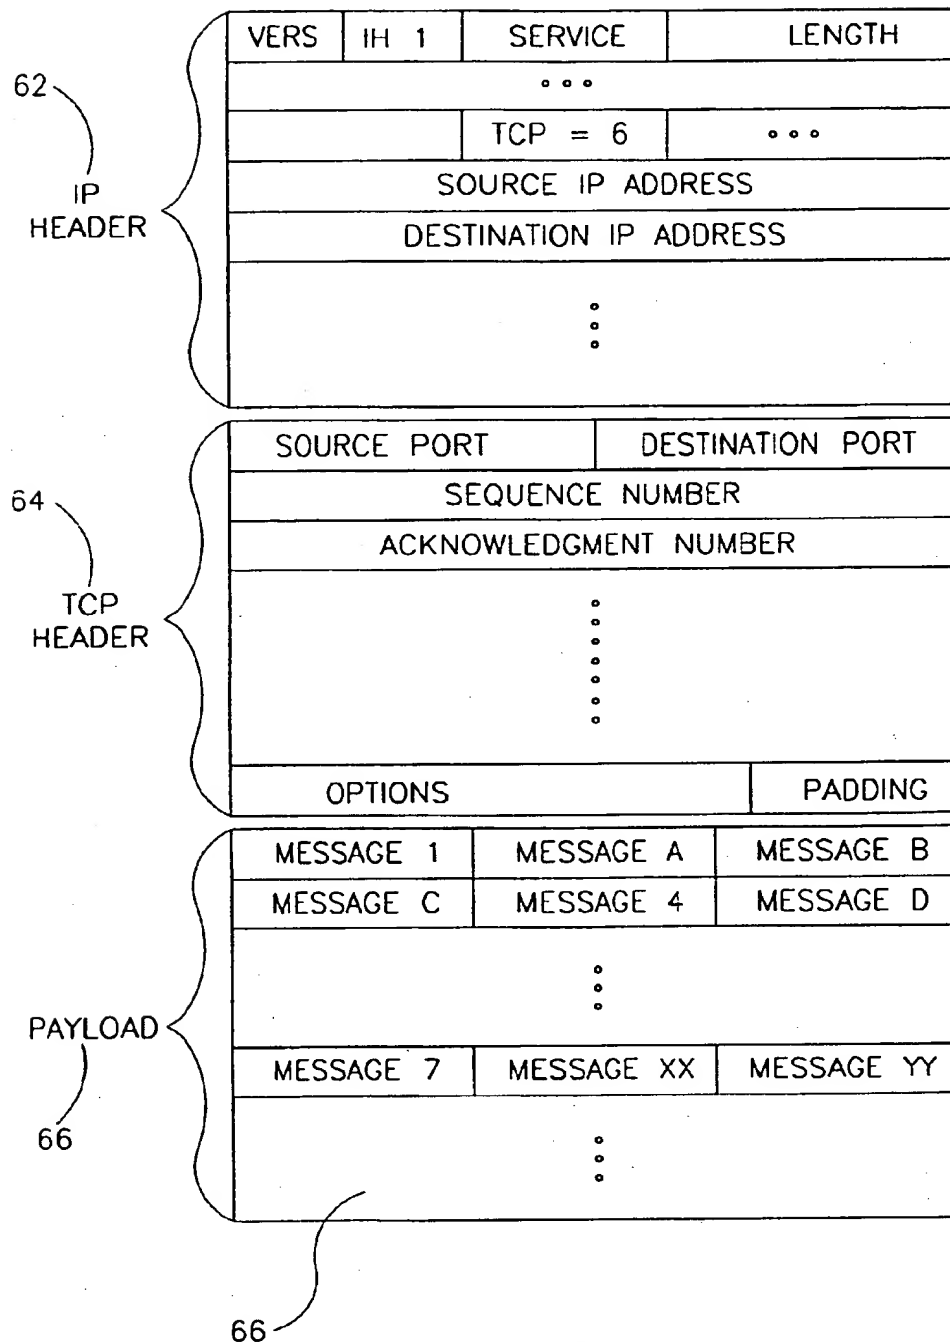 VERS IH 1 SERVICE LENGTH
62
TCP = 6
IP
HEADER
SOURCE IP ADDRESS
DESTINATION IP ADDRESS
SOURCE PORT DESTINATION PORT
64
SEQUENCE NUMBER
ACKNOWLEDGMENT NUMBER
TCP
HEADER
OPTIONS PADDING
MESSAGE 1 MESSAGE A MESSAGE B
MESSAGE C MESSAGE 4 MESSAGE D
PAYLOAD
MESSAGE 7 MESSAGE XX MESSAGE YY
66
66